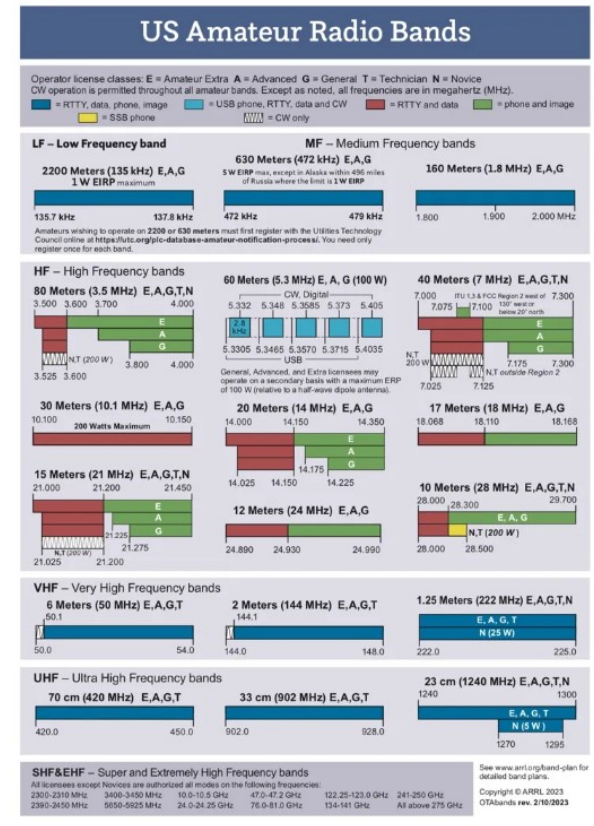 US Amateur Radio Bands
Operator license classes: E = Amateur Extra A = Advanced G = General T = Technician N = Novice
CW operation is permitted throughout all amateur bands. Except as noted, all frequencies are in megahertz (MHz).
= RTTY, data, phone, image = USB phone, RTTY, data and CW = RTTY and data = phone and image
= SSB phone = CW only
LF – Low Frequency band
2200 Meters (135 kHz) E,A,G
1 W EIRP maximum
135.7 kHz 137.8 kHz
MF – Medium Frequency bands
630 Meters (472 kHz) E,A,G
5 W EIRP max, except in Alaska within 496 miles
of Russia where the limit is 1 W EIRP
472 kHz 479 kHz
160 Meters (1.8 MHz) E,A,G
1.800 1.900 2.000 MHz
Amateurs wishing to operate on 2200 or 630 meters must first register with the Utilities Technology
Council online at https://utc.org/plc-database-amateur-notification-process/. You need only
register once for each band.
HF – High Frequency bands
80 Meters (3.5 MHz) E,A,G,T,N
3.500 3.600 3.700 4.000
E
A
G
N,T (200 W)
3.800 4.000
3.525 3.600
60 Meters (5.3 MHz) E, A, G (100 W)
CW, Digital
5.332 5.348 5.3585 5.373 5.405
2.8
kHz
5.3305 5.3465 5.3570 5.3715 5.4035
USB
General, Advanced, and Extra licensees may
operate on a secondary basis with a maximum ERP
of 100 W (relative to a half-wave dipole antenna).
40 Meters (7 MHz) E,A,G,T,N
7.000 ITU 1,3 & FCC Region 2 west of 7.300
7.075 7.100 130° west or
below 20° north
E
A
G
N,T
200 W
7.175 7.300
N,T outside Region 2
7.025 7.125
30 Meters (10.1 MHz) E,A,G
10.100 10.150
200 Watts Maximum
20 Meters (14 MHz) E,A,G
14.000 14.150 14.350
E
A
G
14.175
14.025 14.150 14.225
17 Meters (18 MHz) E,A,G
18.068 18.110 18.168
15 Meters (21 MHz) E,A,G,T,N
21.000 21.200 21.450
E
A
G
21.225
N,T (200 W) 21.275
21.025 21.200
12 Meters (24 MHz) E,A,G
24.890 24.930 24.990
10 Meters (28 MHz) E,A,G,T,N
28.000 28.300 29.700
E, A, G
N,T (200 W)
28.000 28.500
VHF – Very High Frequency bands
6 Meters (50 MHz) E,A,G,T
50.1
50.0 54.0
2 Meters (144 MHz) E,A,G,T
144.1
144.0 148.0
1.25 Meters (222 MHz) E,A,G,T,N
E, A, G, T
N (25 W)
222.0 225.0
UHF – Ultra High Frequency bands
70 cm (420 MHz) E,A,G,T
420.0 450.0
33 cm (902 MHz) E,A,G,T
902.0 928.0
23 cm (1240 MHz) E,A,G,T,N
1240 1300
E, A, G, T
N (5 W)
1270 1295
SHF&EHF – Super and Extremely High Frequency bands
All licensees except Novices are authorized all modes on the following frequencies:
2300-2310 MHz 3400-3450 MHz 10.0-10.5 GHz 47.0-47.2 GHz 122.25-123.0 GHz 241-250 GHz
2390-2450 MHz 5650-5925 MHz 24.0-24.25 GHz 76.0-81.0 GHz 134-141 GHz All above 275 GHz
See www.arrl.org/band-plan for
detailed band plans.
Copyright © ARRL 2023
OTAbands rev. 2/10/2023